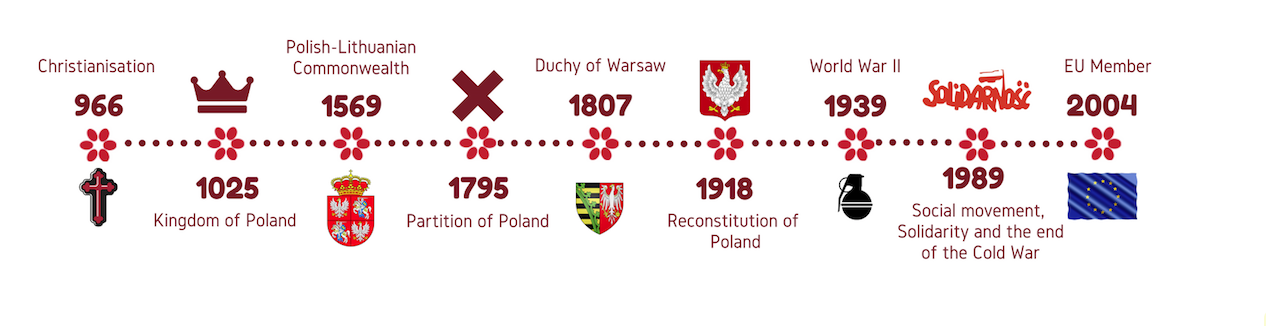 Christianisation
966
1025
Kingdom of Poland
Polish-Lithuanian
Commonwealth
1569
1795
Partition of Poland
Duchy of Warsaw
1807
1918
Reconstitution of
Poland
World War II
1939
SOLIDARNOŚĆ
1989
Social movement,
Solidarity and the end
of the Cold War
EU Member
2004